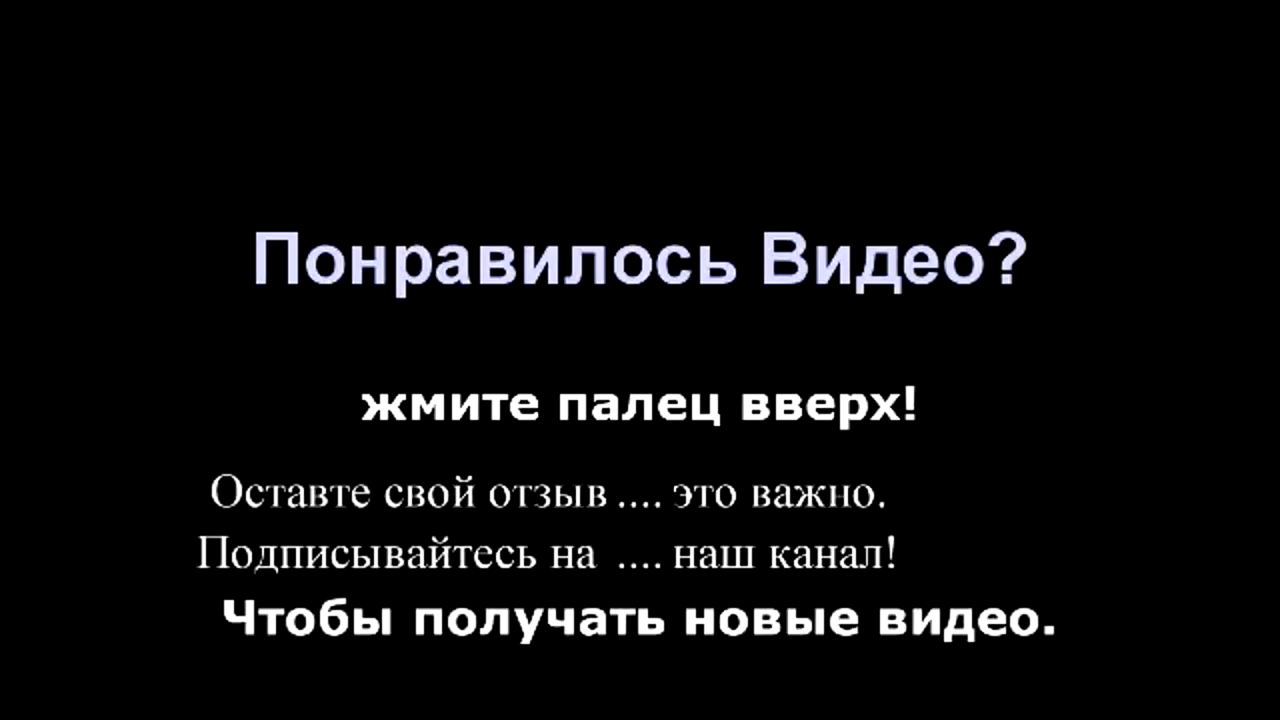 Понравилось Видео?
жмите палец вверх!
Оставте свой отзыв .... это важно.
Подписывайтесь на .... наш канал!
Чтобы получать новые видео.